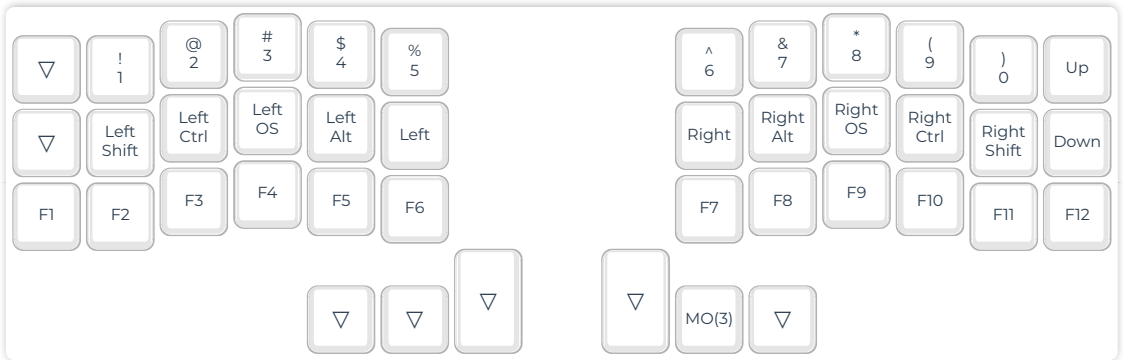 ▽ ! 1 @ 2 # 3 $ 4 % 5 ^ 6 & 7 * 8 ( 9 ) 0 Up
▽ Left Shift Left Ctrl Left OS Left Alt Left Right Right Alt Right OS Right Ctrl Right Shift Down
F1 F2 F3 F4 F5 F6 F7 F8 F9 F10 F11 F12
▽ ▽ ▽ ▽ MO(3) ▽